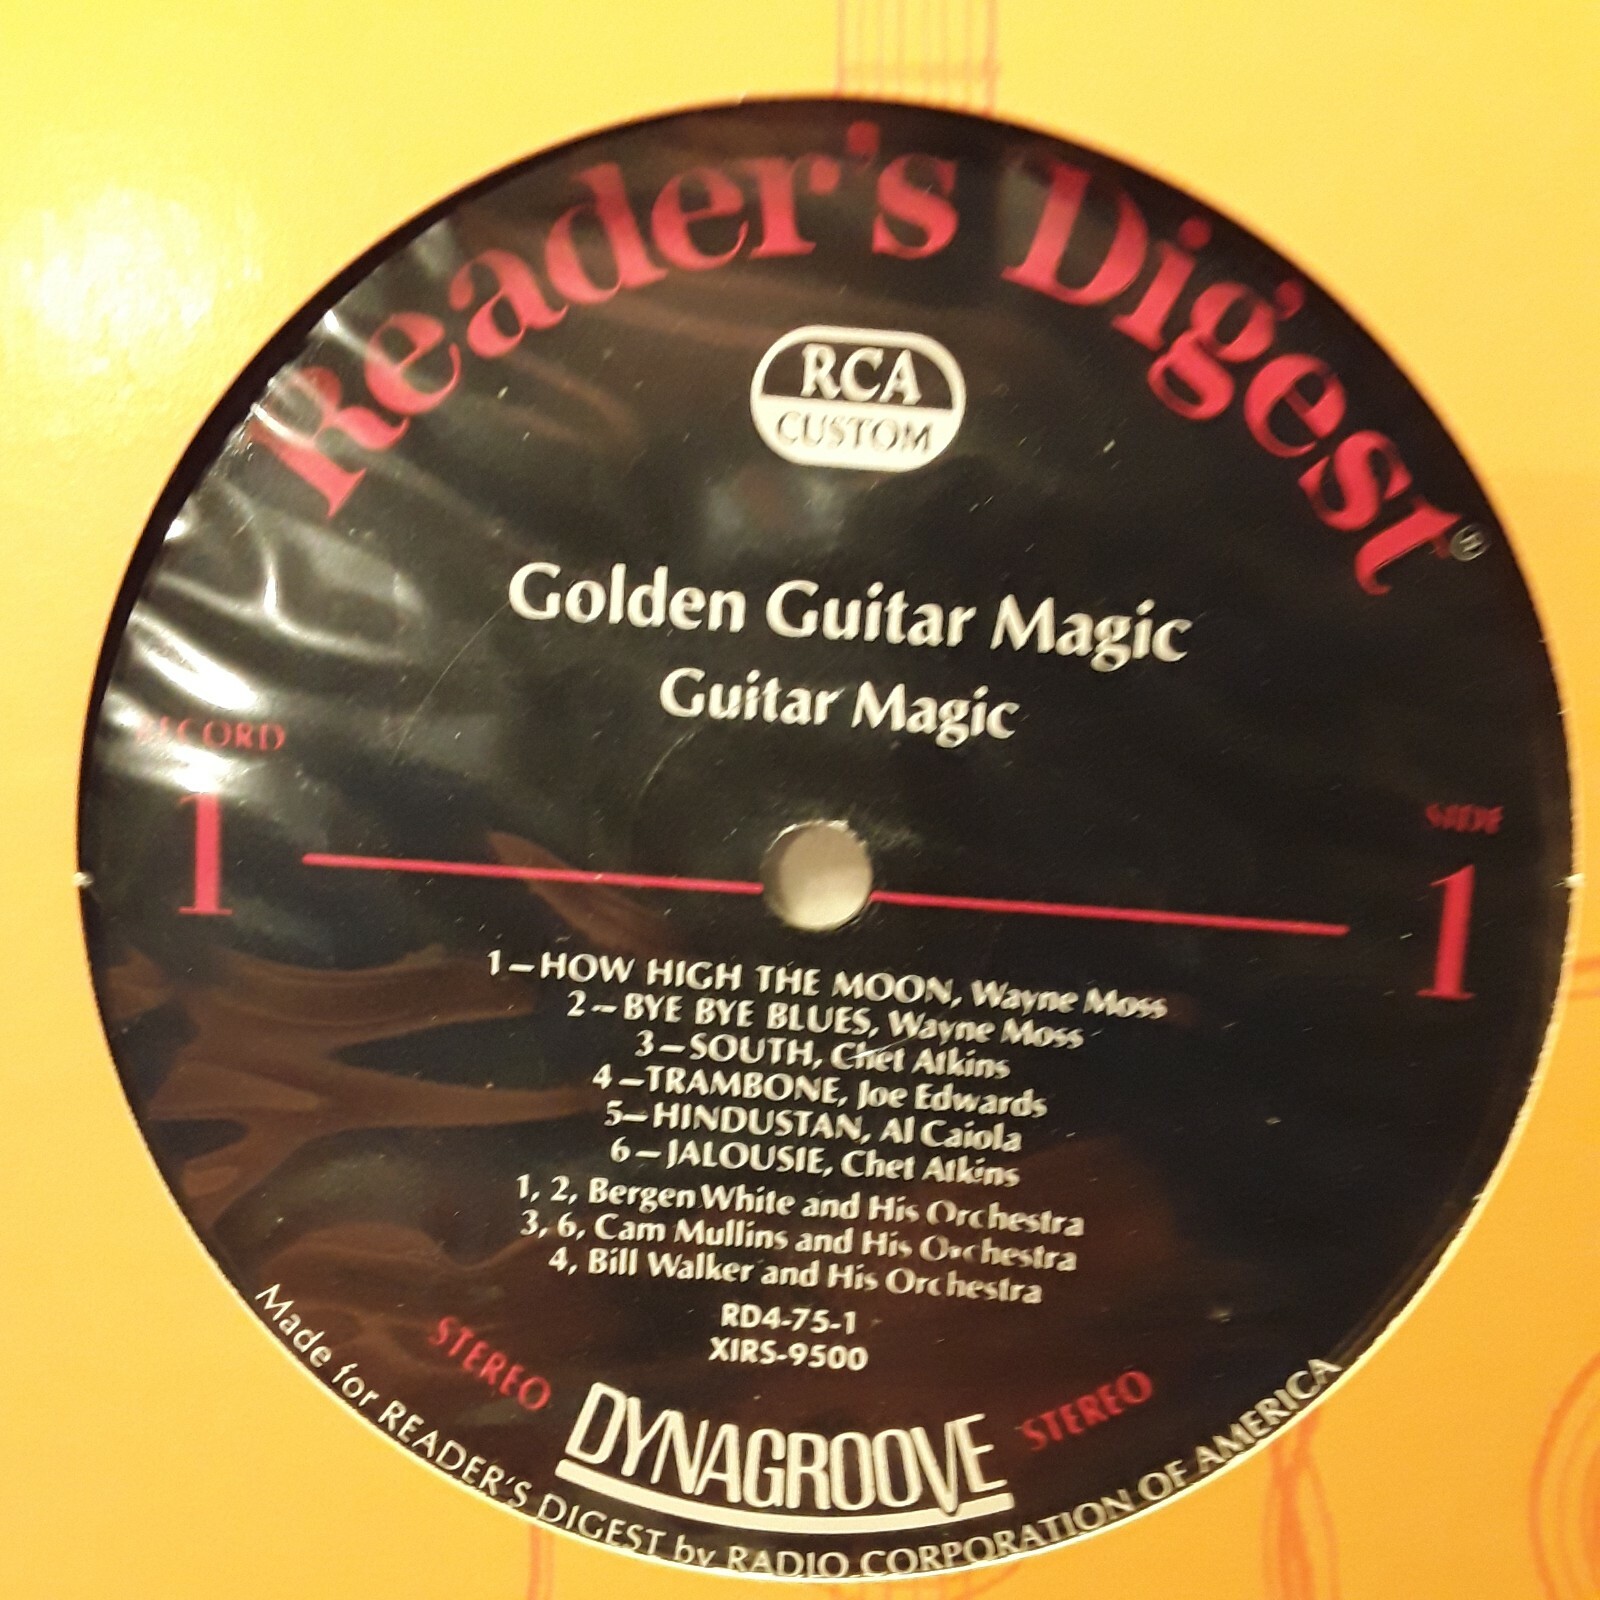 Reader's Digest®
RCA
CUSTOM
Golden Guitar Magic
Guitar Magic
RECORD
1
SIDE
1
1—HOW HIGH THE MOON, Wayne Moss
2—BYE BYE BLUES, Wayne Moss
3—SOUTH, Chet Atkins
4—TRAMBONE, Joe Edwards
5—HINDUSTAN, Al Caiola
6—JALOUSIE, Chet Atkins
1, 2, Bergen White and His Orchestra
3, 6, Cam Mullins and His Orchestra
4, Bill Walker and His Orchestra
RD4-75-1
XIRS-9500
STEREO
DYNAGROOVE
STEREO
Made for READER'S DIGEST by RADIO CORPORATION OF AMERICA